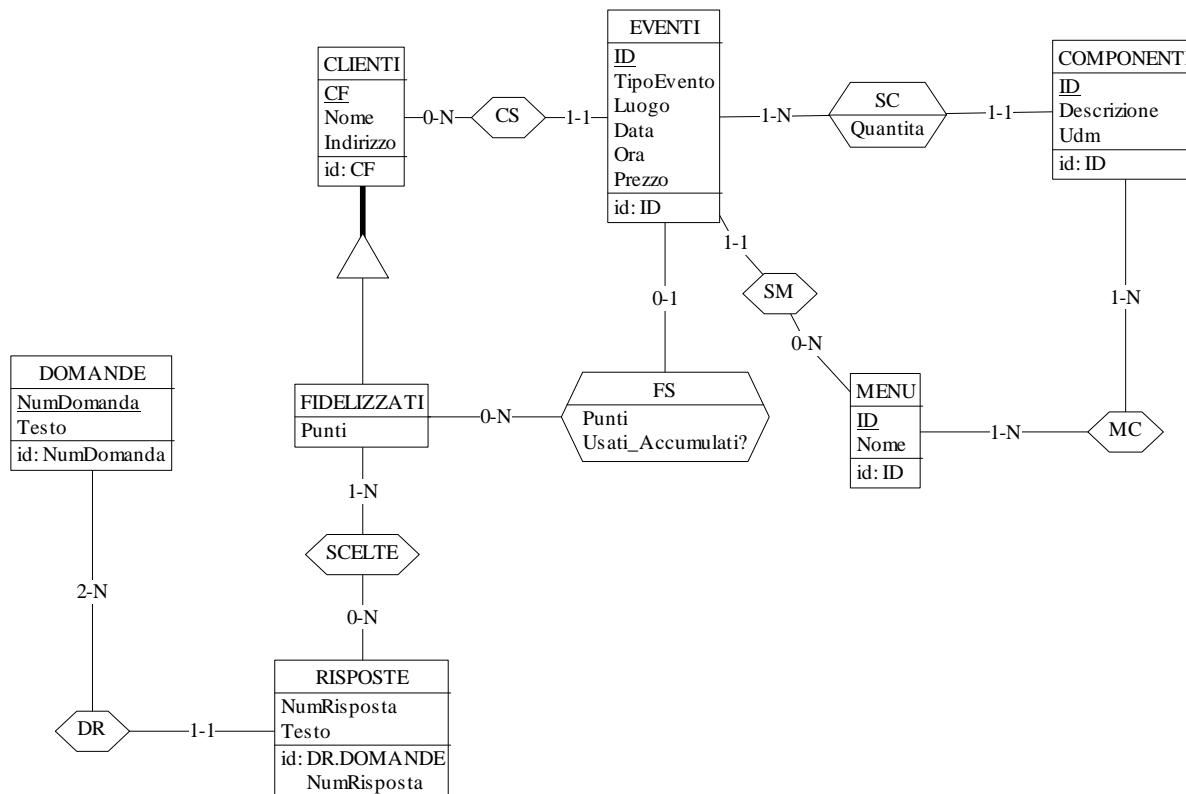 EVENTI
ID
TipoEvento
Luogo
Data
Ora
Prezzo
id: ID
CLIENTI
CF
Nome
Indirizzo
id: CF
0-N
CS
1-1
1-N
SC
Quantita
1-1
COMPONENTI
ID
Descrizione
Udm
id: ID
1-1
SM
0-N
0-1
1-N
DOMANDE
NumDomanda
Testo
id: NumDomanda
FIDELIZZATI
Punti
0-N
FS
Punti
Usati_Accumulati?
MENU
ID
Nome
id: ID
1-N
MC
1-N
SCELTE
0-N
2-N
DR
1-1
RISPOSTE
NumRisposta
Testo
id: DR.DOMANDE
NumRisposta